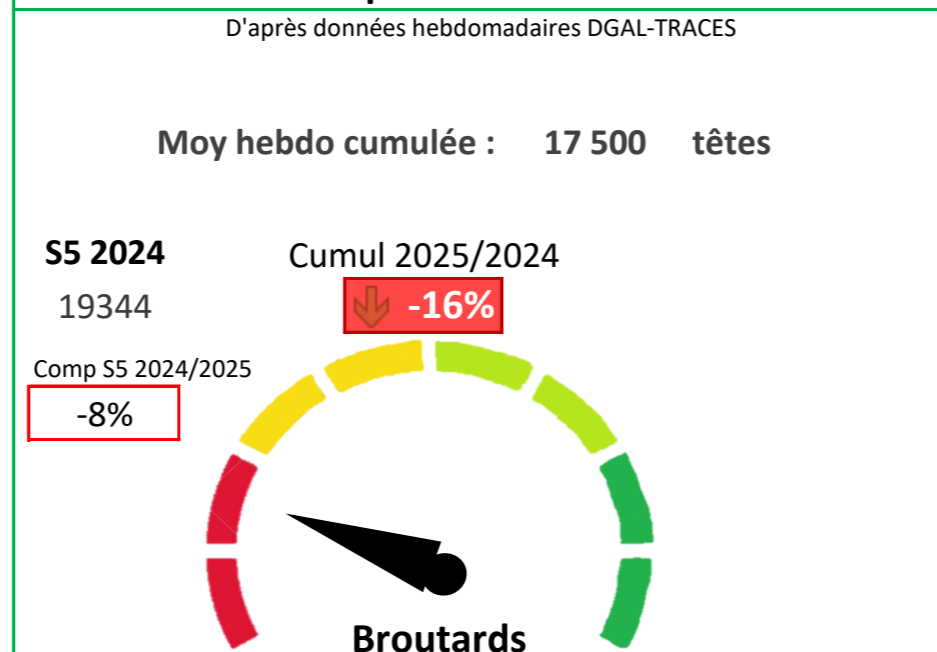 D'après données hebdomadaires DGAL-TRACES
Moy hebdo cumulée : 17 500 têtes
S5 2024
Cumul 2025/2024
19344
-16%
Comp S5 2024/2025
-8%
Broutards